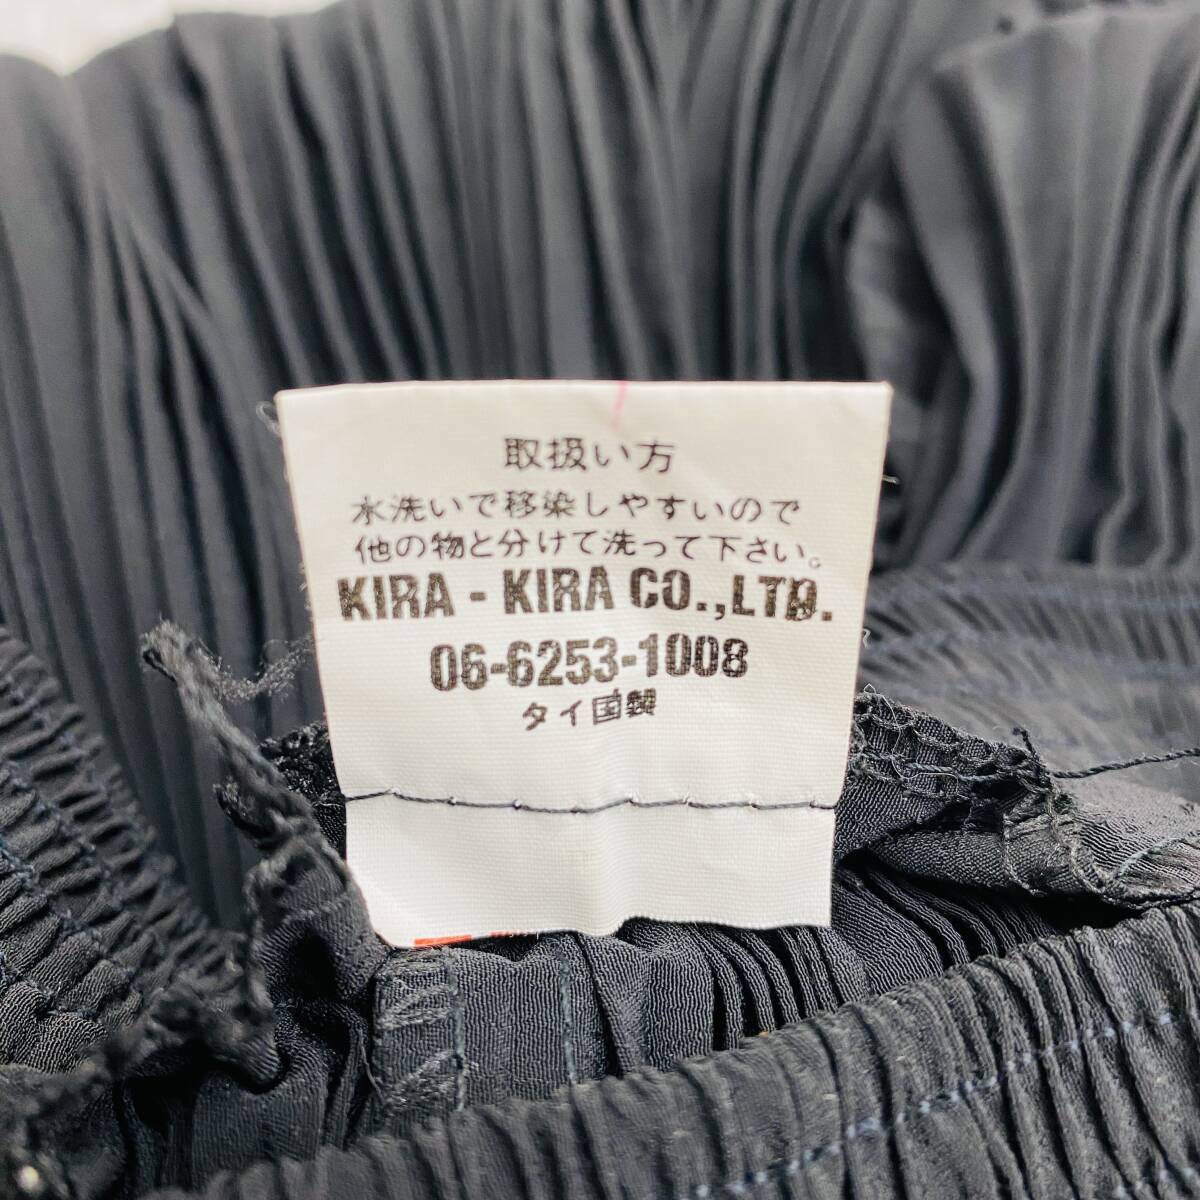 取扱い方
水洗いで移染しやすいので
他の物と分けて洗って下さい。
KIRA - KIRA CO.,LTD.
06-6253-1008
タイ国製